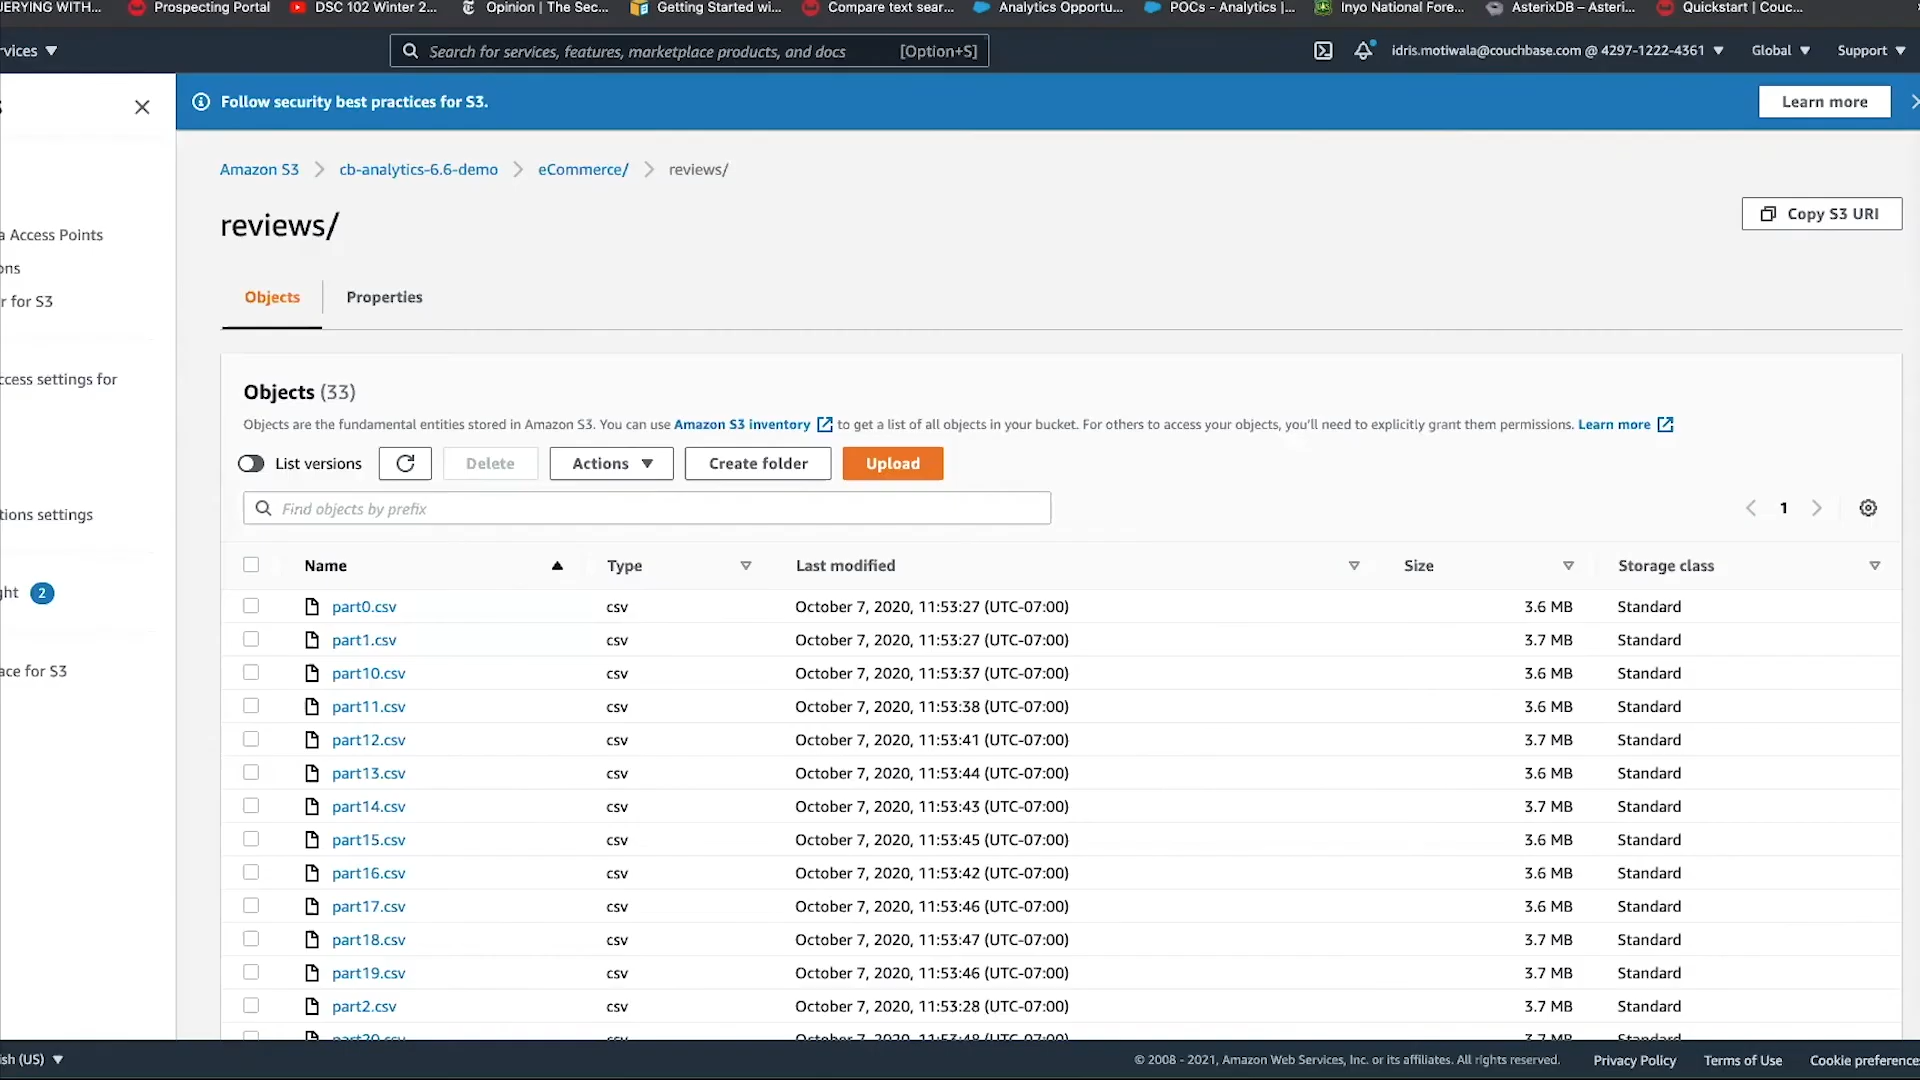 UERYING WITH... Prospecting Portal DSC 102 Winter 2... Opinion | The Sec... Getting Started wi... Compare text sear... Analytics Opportu... POCs - Analytics |... Inyo National Fore... AsterixDB – Asteri... Quickstart | Couc...
rvices Search for services, features, marketplace products, and docs [Option+S] idris.motiwala@couchbase.com @ 4297-1222-4361 Global Support
Follow security best practices for S3. Learn more
Amazon S3 cb-analytics-6.6-demo eCommerce/ reviews/
reviews/
Copy S3 URI
a Access Points
ons
r for S3
ccess settings for
tions settings
ght 2
ace for S3
Objects Properties
Objects (33)
Objects are the fundamental entities stored in Amazon S3. You can use Amazon S3 inventory to get a list of all objects in your bucket. For others to access your objects, you'll need to explicitly grant them permissions. Learn more
List versions Delete Actions Create folder Upload
Find objects by prefix 1
Name Type Last modified Size Storage class
part0.csv csv October 7, 2020, 11:53:27 (UTC-07:00) 3.6 MB Standard
part1.csv csv October 7, 2020, 11:53:27 (UTC-07:00) 3.7 MB Standard
part10.csv csv October 7, 2020, 11:53:37 (UTC-07:00) 3.6 MB Standard
part11.csv csv October 7, 2020, 11:53:38 (UTC-07:00) 3.6 MB Standard
part12.csv csv October 7, 2020, 11:53:41 (UTC-07:00) 3.7 MB Standard
part13.csv csv October 7, 2020, 11:53:44 (UTC-07:00) 3.6 MB Standard
part14.csv csv October 7, 2020, 11:53:43 (UTC-07:00) 3.7 MB Standard
part15.csv csv October 7, 2020, 11:53:45 (UTC-07:00) 3.6 MB Standard
part16.csv csv October 7, 2020, 11:53:42 (UTC-07:00) 3.6 MB Standard
part17.csv csv October 7, 2020, 11:53:46 (UTC-07:00) 3.6 MB Standard
part18.csv csv October 7, 2020, 11:53:47 (UTC-07:00) 3.7 MB Standard
part19.csv csv October 7, 2020, 11:53:46 (UTC-07:00) 3.7 MB Standard
part2.csv csv October 7, 2020, 11:53:28 (UTC-07:00) 3.7 MB Standard
part20.csv csv October 7, 2020, 11:53:48 (UTC-07:00) 3.7 MB Standard
ish (US) © 2008 - 2021, Amazon Web Services, Inc. or its affiliates. All rights reserved. Privacy Policy Terms of Use Cookie preference